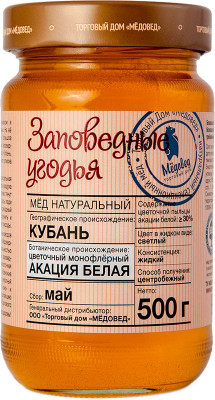 ТОРГОВЫЙ ДОМ «МЁДОВЕД»
Заповедные
угодья
Мёдовед
МЁД НАТУРАЛЬНЫЙ
Географическое происхождение:
КУБАНЬ
Ботаническое происхождение:
цветочный монофлёрный
АКАЦИЯ БЕЛАЯ
Сбор: МАЙ
Генеральный дистрибьютор:
ООО «Торговый дом «МЁДОВЕД»
цветочной пыльцы
акации белой ≥ 30%
Цвет в жидком виде:
светлый
Консистенция:
жидкий
Способ получения:
центробежный
Нетто:
500 г